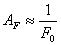 A_F ≈ 1/F_0